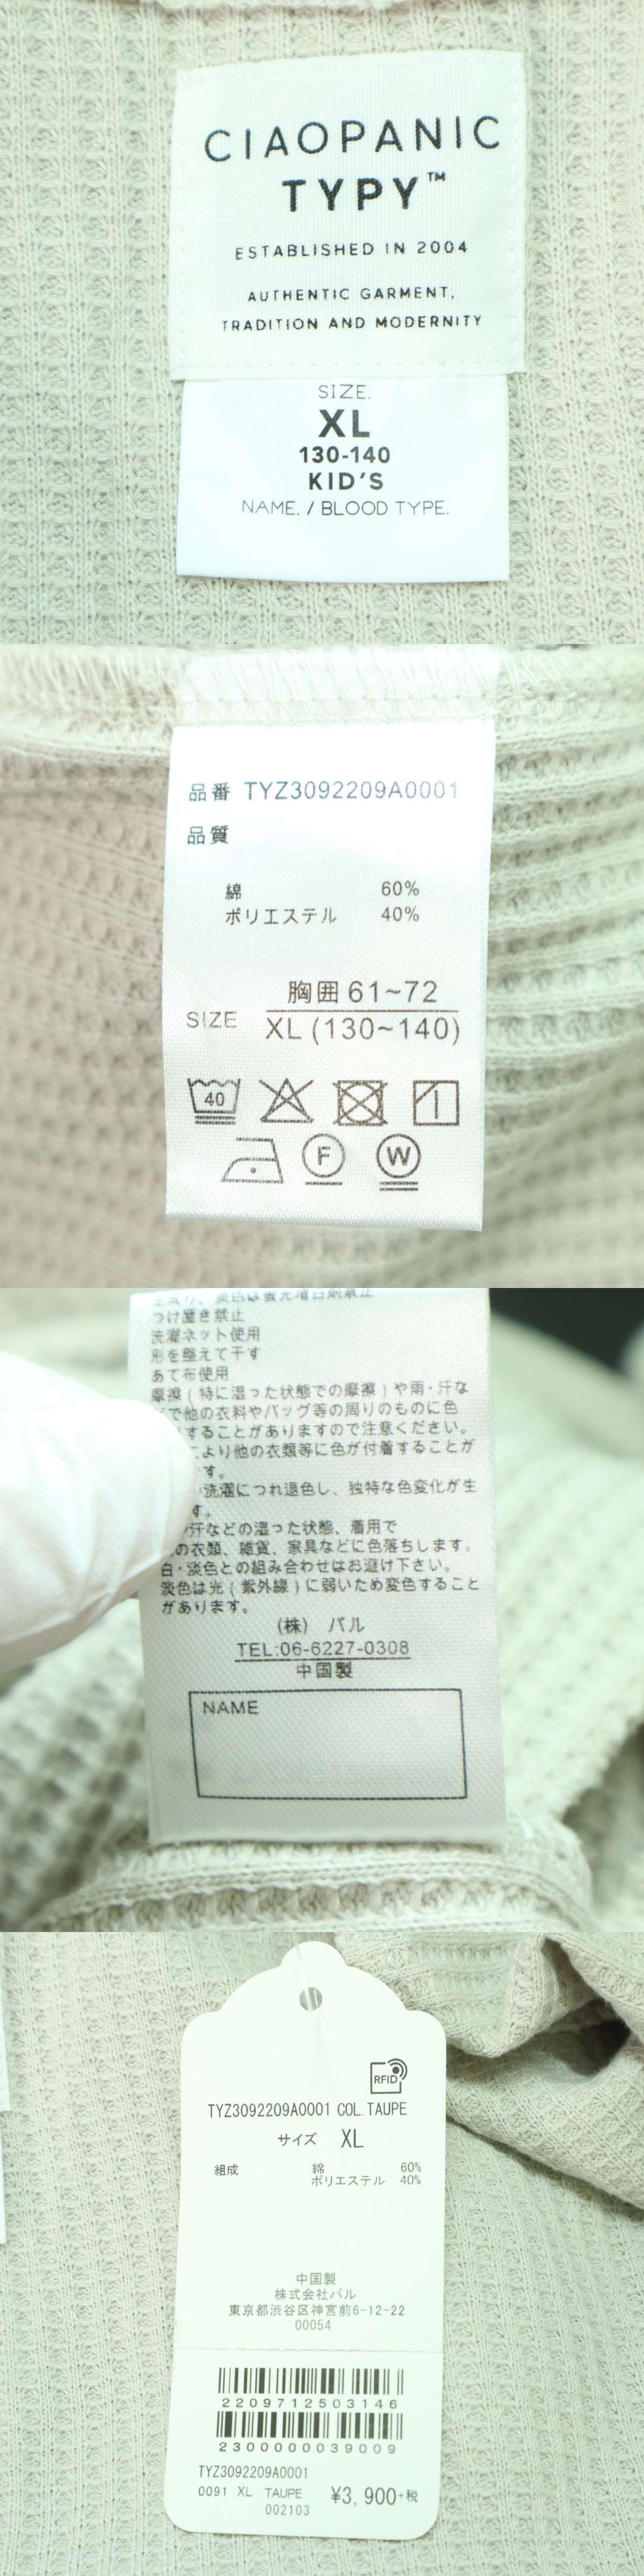 CIAOPANIC
TYPY™
ESTABLISHED IN 2004
AUTHENTIC GARMENT,
TRADITION AND MODERNITY
SIZE.
XL
130-140
KID'S
NAME. / BLOOD TYPE.
品番 TYZ3092209A0001
品質
綿 60%
ポリエステル 40%
SIZE 胸囲 61~72
XL (130~140)
40
F W
つけ置き禁止
洗濯ネット使用
形を整えて干す
あて布使用
摩擦(特に湿った状態での摩擦)や雨・汗な
で他の衣料やバッグ等の周りのものに色
することがありますので注意ください。
より他の衣類等に色が付着することが
す。
洗濯につれ退色し、独特な色変化が生
す。
汗などの湿った状態、着用で
の衣類、雑貨、家具などに色落ちします。
白・淡色との組み合わせはお避け下さい。
淡色は光(紫外線)に弱いため変色すること
があります。
(株) パル
TEL:06-6227-0308
中国製
NAME
RFID
TYZ3092209A0001 COL.TAUPE
サイズ XL
組成 綿 60%
ポリエステル 40%
中国製
株式会社パル
東京都渋谷区神宮前6-12-22
00054
2209712503146
2300000039009
TYZ3092209A0001
0091 XL TAUPE ¥3,900+税
002103